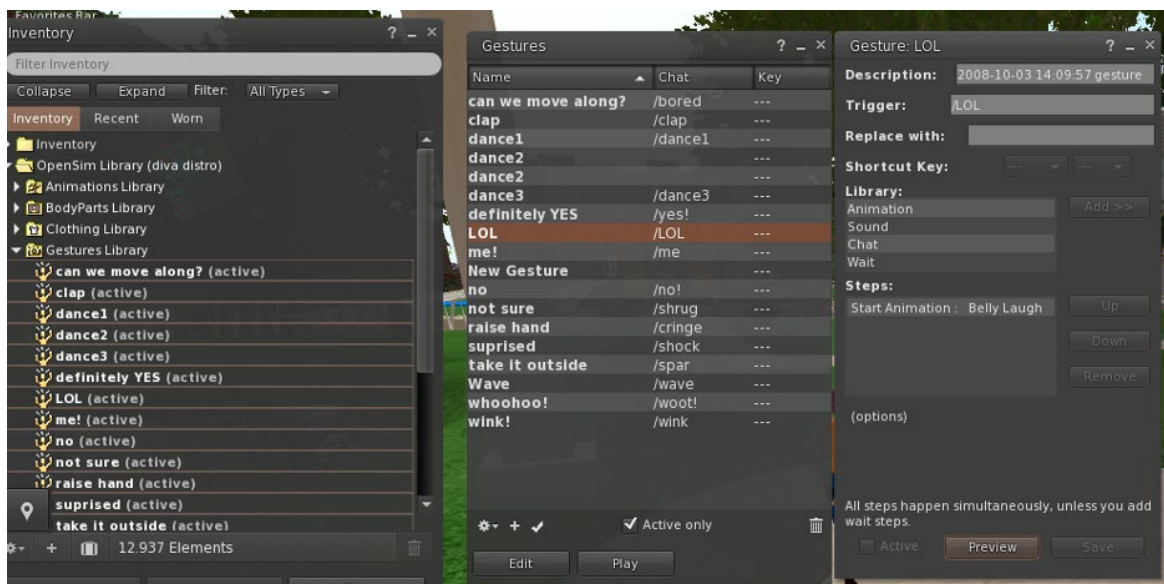 Favorites Bar
Inventory ? _ ×
Filter Inventory
Collapse Expand Filter: All Types
Inventory Recent Worn
Inventory
OpenSim Library (diva distro)
Animations Library
BodyParts Library
Clothing Library
Gestures Library
can we move along? (active)
clap (active)
dance1 (active)
dance2 (active)
dance3 (active)
definitely YES (active)
LOL (active)
me! (active)
no (active)
not sure (active)
raise hand (active)
suprised (active)
take it outside (active)
12.937 Elements
Gestures ? _ ×
Name Chat Key
can we move along? /bored ---
clap /clap ---
dance1 /dance1 ---
dance2 ---
dance2 ---
dance3 /dance3 ---
definitely YES /yes! ---
LOL /LOL ---
me! /me ---
New Gesture ---
no /no! ---
not sure /shrug ---
raise hand /cringe ---
suprised /shock ---
take it outside /spar ---
Wave /wave ---
whoohoo! /woot! ---
wink! /wink ---
Active only
Edit Play
Gesture: LOL ? _ ×
Description: 2008-10-03 14:09:57 gesture
Trigger: /LOL
Replace with:
Shortcut Key: --- ---
Library:
Animation Add >>
Sound
Chat
Wait
Steps:
Start Animation : Belly Laugh Up
Down
Remove
(options)
All steps happen simultaneously, unless you add
wait steps.
Active Preview Save